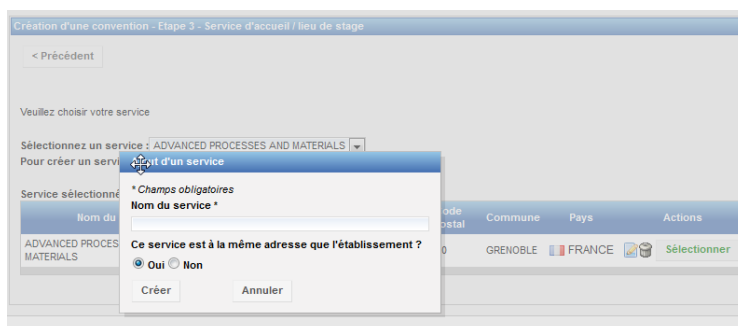 Création d'une convention - Etape 3 - Service d'accueil / lieu de stage
< Précédent
Veuillez choisir votre service
Sélectionnez un service : ADVANCED PROCESSES AND MATERIALS
Pour créer un servi
d'un service
* Champs obligatoires
Nom du service *
Ce service est à la même adresse que l'établissement ?
Oui Non
Créer Annuler
Service sélectionné
Nom du Commune Pays Actions
ADVANCED PROCES
MATERIALS
0 GRENOBLE FRANCE Sélectionner